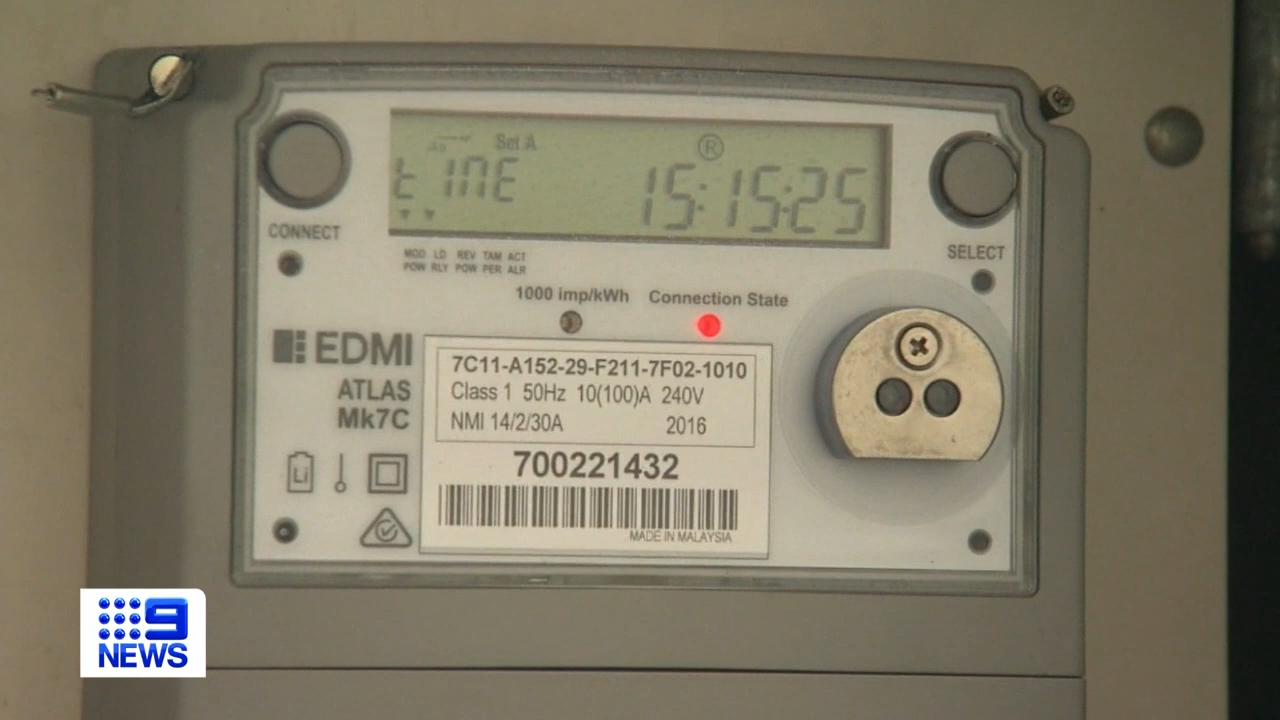 Set A
®
tIME 15:15:25
CONNECT
SELECT
MOD LD REV TAM ACT
POW RLY POW PER ALR
1000 imp/kWh
Connection State
EDMI
ATLAS
Mk7C
7C11-A152-29-F211-7F02-1010
Class 1 50Hz 10(100)A 240V
NMI 14/2/30A 2016
700221432
MADE IN MALAYSIA
Li
9
NEWS